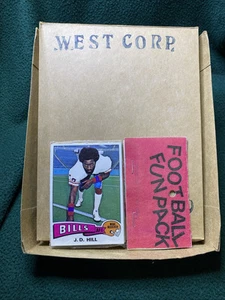 WEST CORP.
BILLS
J. D. HILL
FOOTBALL
FUN PACK